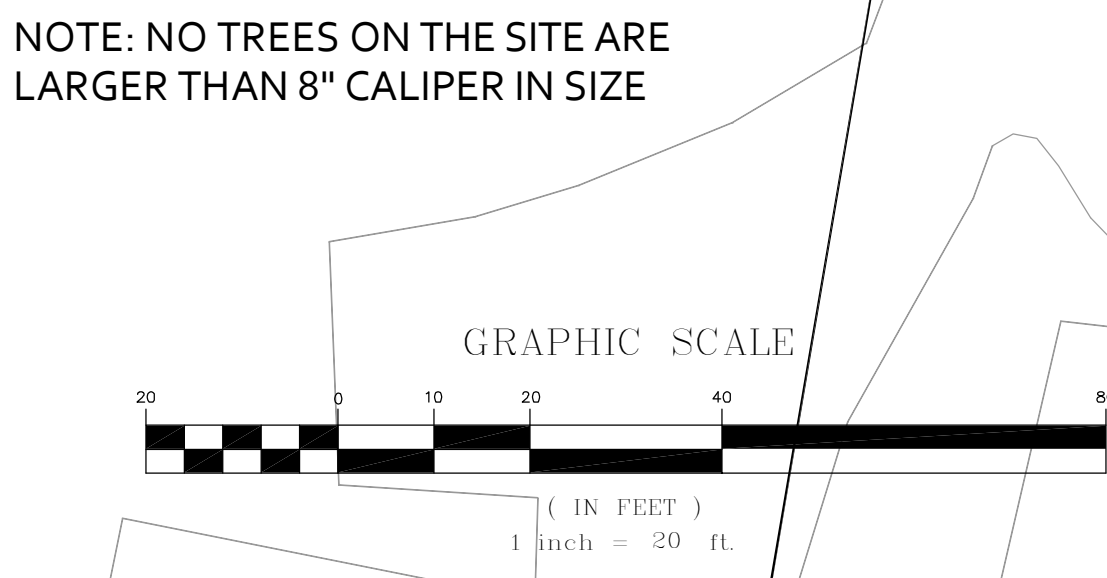 NOTE: NO TREES ON THE SITE ARE
LARGER THAN 8" CALIPER IN SIZE
GRAPHIC SCALE
20 0 10 20 40
( IN FEET )
1 inch = 20 ft.